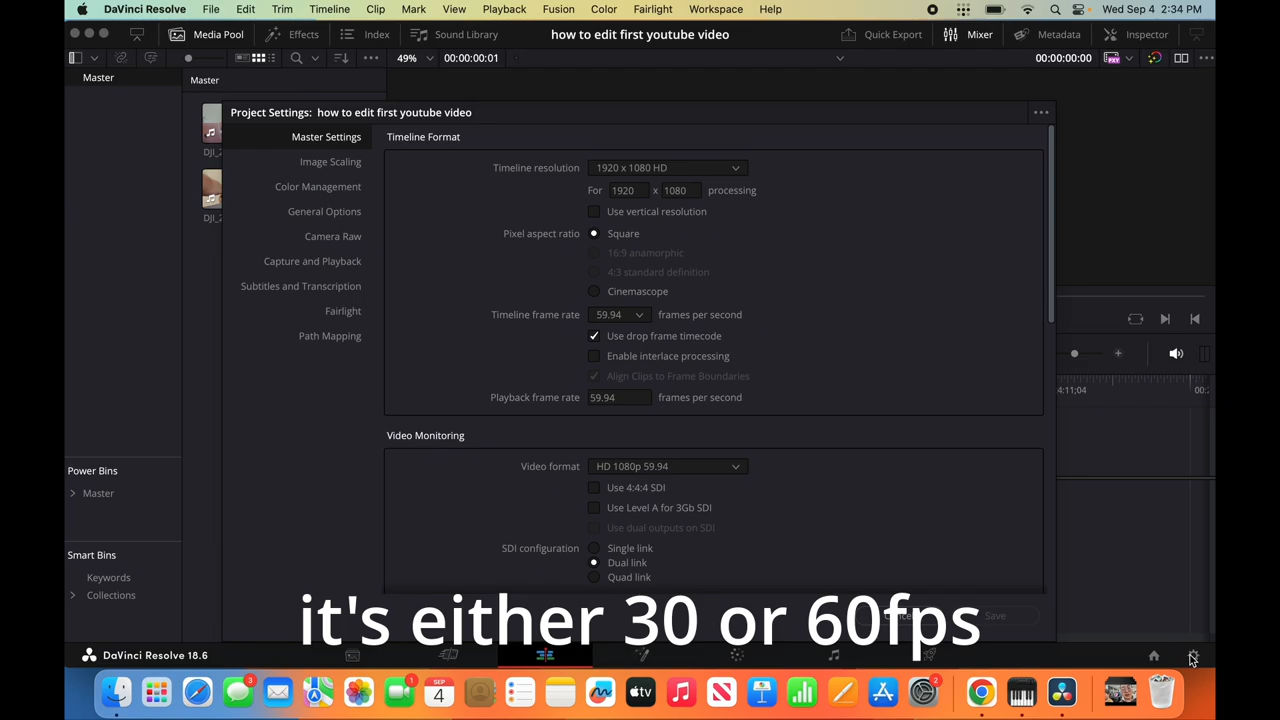 DaVinci Resolve File Edit Trim Timeline Clip Mark View Playback Fusion Color Fairlight Workspace Help Wed Sep 4 2:34 PM
Media Pool Effects Index Sound Library how to edit first youtube video Quick Export Mixer Metadata Inspector
49% 00:00:00:01 00:00:00:00
Master Master
Project Settings: how to edit first youtube video
Master Settings
Image Scaling
Color Management
General Options
Camera Raw
Capture and Playback
Subtitles and Transcription
Fairlight
Path Mapping
Timeline Format
Timeline resolution 1920 x 1080 HD
For 1920 x 1080 processing
Use vertical resolution
Pixel aspect ratio Square
16:9 anamorphic
4:3 standard definition
Cinemascope
Timeline frame rate 59.94 frames per second
Use drop frame timecode
Enable interlace processing
Align Clips to Frame Boundaries
Playback frame rate 59.94 frames per second
Video Monitoring
Video format HD 1080p 59.94
Use 4:4:4 SDI
Use Level A for 3Gb SDI
Use dual outputs on SDI
SDI configuration Single link
Dual link
Quad link
Save
DJI_2
DJI_2
Power Bins
Master
Smart Bins
Keywords
Collections
it's either 30 or 60fps
DaVinci Resolve 18.6
3
1
SEP
4
tv
2